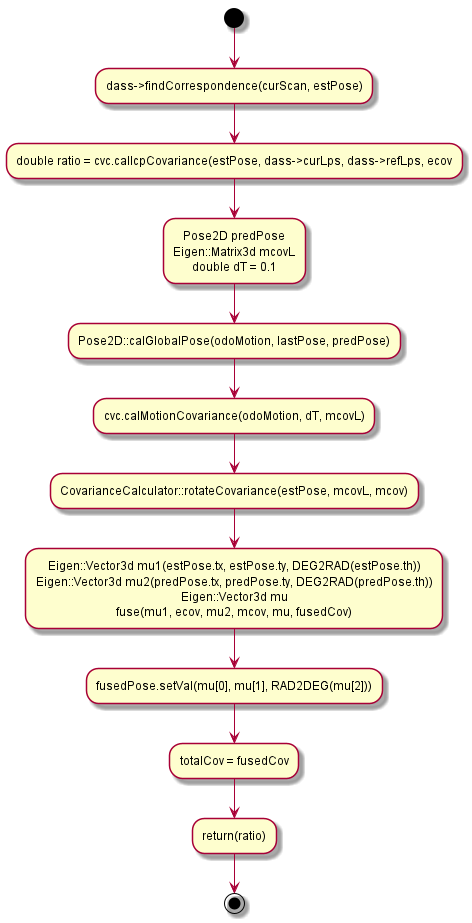 dass->findCorrespondence(curScan, estPose)
double ratio = cvc.calIcpCovariance(estPose, dass->curLps, dass->refLps, ecov
Pose2D predPose
Eigen::Matrix3d mcovL
double dT = 0.1
Pose2D::calGlobalPose(odoMotion, lastPose, predPose)
cvc.calMotionCovariance(odoMotion, dT, mcovL)
CovarianceCalculator::rotateCovariance(estPose, mcovL, mcov)
Eigen::Vector3d mu1(estPose.tx, estPose.ty, DEG2RAD(estPose.th))
Eigen::Vector3d mu2(predPose.tx, predPose.ty, DEG2RAD(predPose.th))
Eigen::Vector3d mu
fuse(mu1, ecov, mu2, mcov, mu, fusedCov)
fusedPose.setVal(mu[0], mu[1], RAD2DEG(mu[2]))
totalCov = fusedCov
return(ratio)